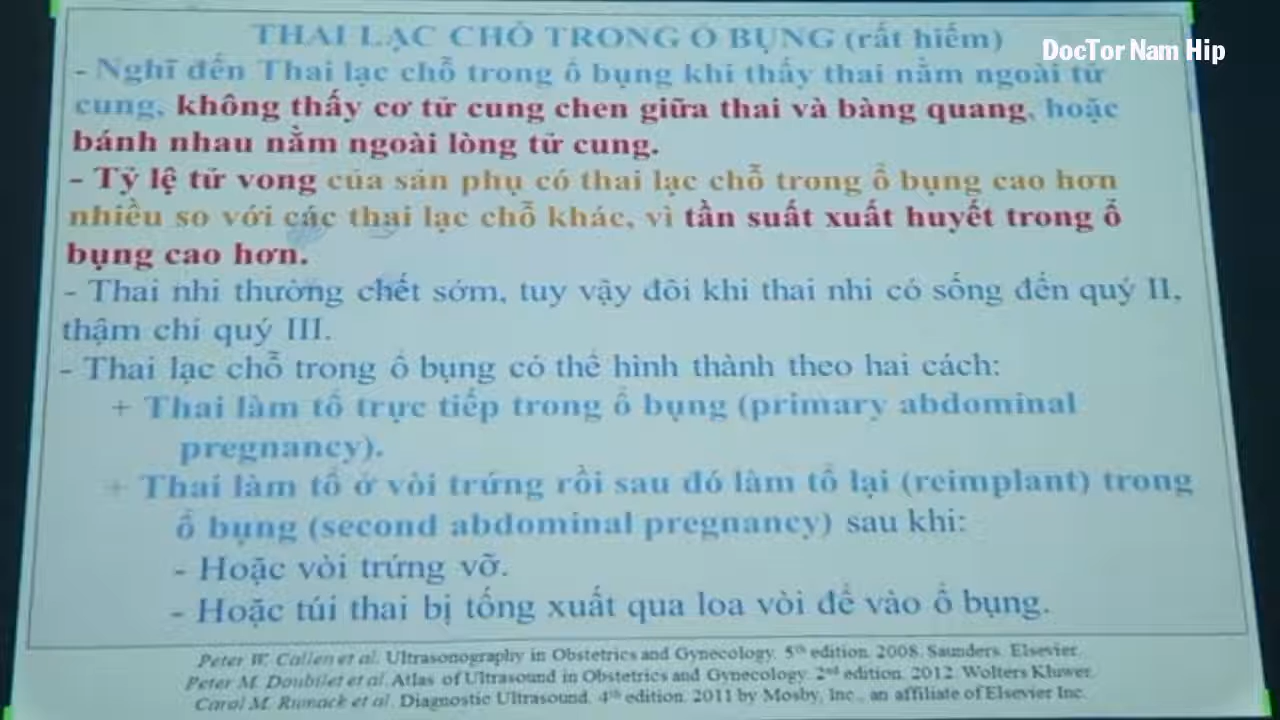 THAI LẠC CHỖ TRONG Ổ BỤNG (rất hiếm)
DocTor Nam Hip
- Nghĩ đến Thai lạc chỗ trong ổ bụng khi thấy thai nằm ngoài tử
cung, không thấy cơ tử cung chen giữa thai và bàng quang, hoặc
bánh nhau nằm ngoài lòng tử cung.
- Tỷ lệ tử vong của sản phụ có thai lạc chỗ trong ổ bụng cao hơn
nhiều so với các thai lạc chỗ khác, vì tần suất xuất huyết trong ổ
bụng cao hơn.
- Thai nhi thường chết sớm, tuy vậy đôi khi thai nhi có sống đến quý II,
thậm chí quý III.
- Thai lạc chỗ trong ổ bụng có thể hình thành theo hai cách:
+ Thai làm tổ trực tiếp trong ổ bụng (primary abdominal
pregnancy).
+ Thai làm tổ ở vòi trứng rồi sau đó làm tổ lại (reimplant) trong
ổ bụng (second abdominal pregnancy) sau khi:
- Hoặc vòi trứng vỡ.
- Hoặc túi thai bị tống xuất qua loa vòi để vào ổ bụng.
Peter W. Callen et al. Ultrasonography in Obstetrics and Gynecology. 5th edition. 2008. Saunders. Elsevier.
Peter M. Doubilet et al. Atlas of Ultrasound in Obstetrics and Gynecology. 2nd edition. 2012. Wolters Kluwer.
Carol M. Rumack et al. Diagnostic Ultrasound. 4th edition. 2011 by Mosby, Inc., an affiliate of Elsevier Inc.